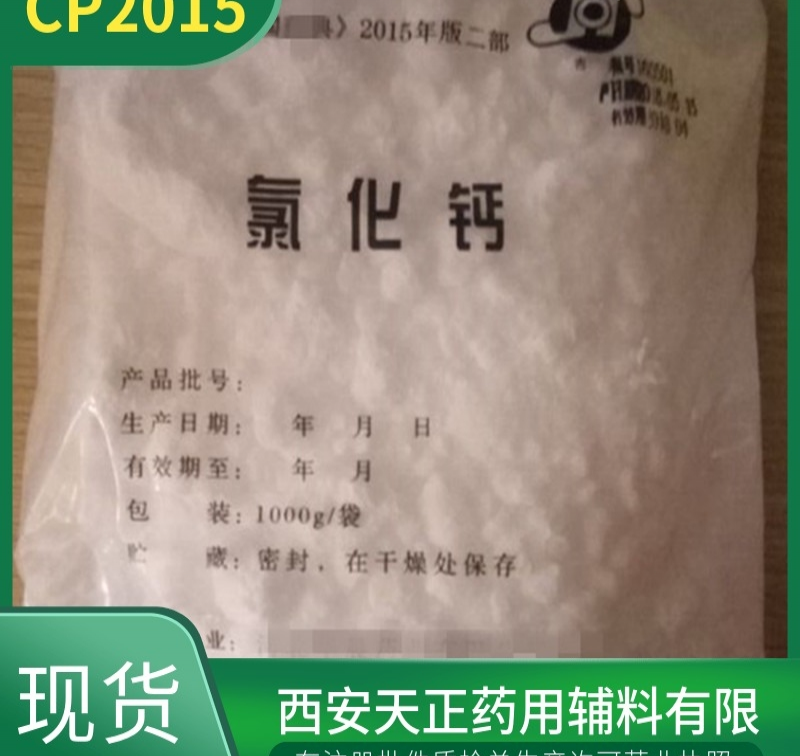 CP2015
典》2015年版二部
氯化钙
产品批号：
生产日期： 年 月 日
有效期至： 年 月
包 装：1000g/袋
贮 藏：密封，在干燥处保存
业：
现货
西安天正药用辅料有限